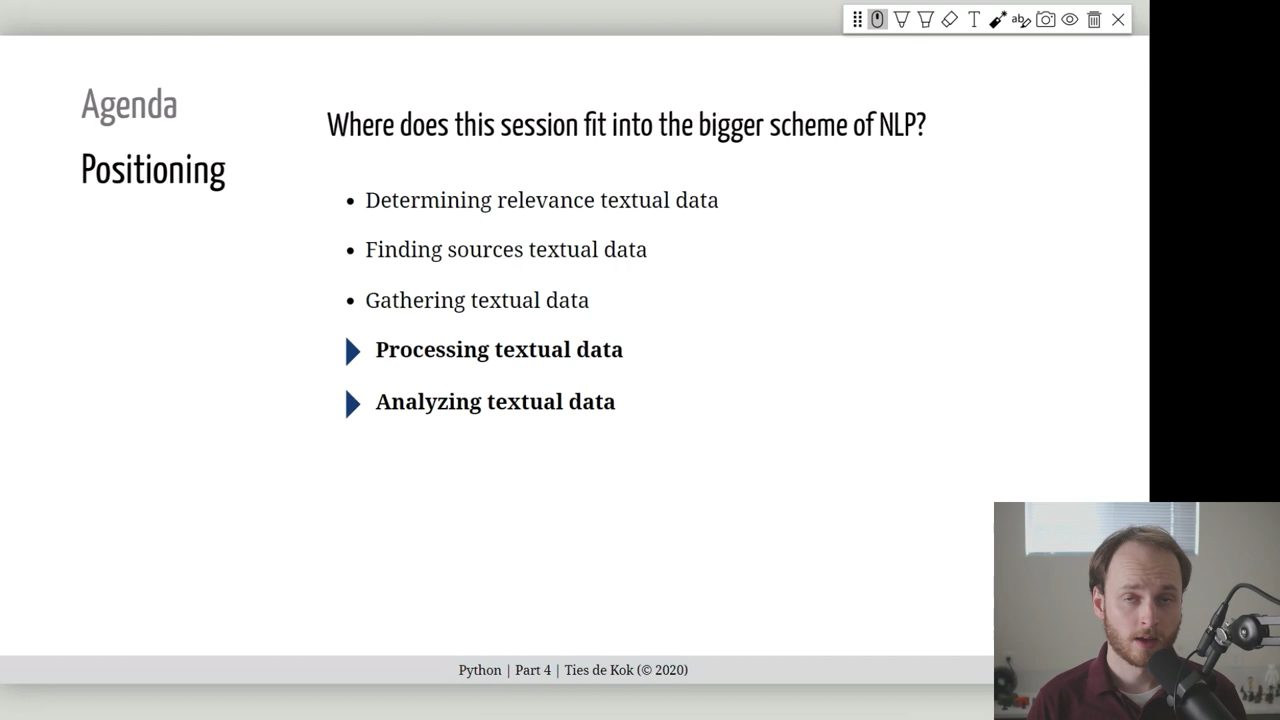 Agenda
Positioning
Where does this session fit into the bigger scheme of NLP?
• Determining relevance textual data
• Finding sources textual data
• Gathering textual data
Processing textual data
Analyzing textual data
Python | Part 4 | Ties de Kok (© 2020)
T
ab